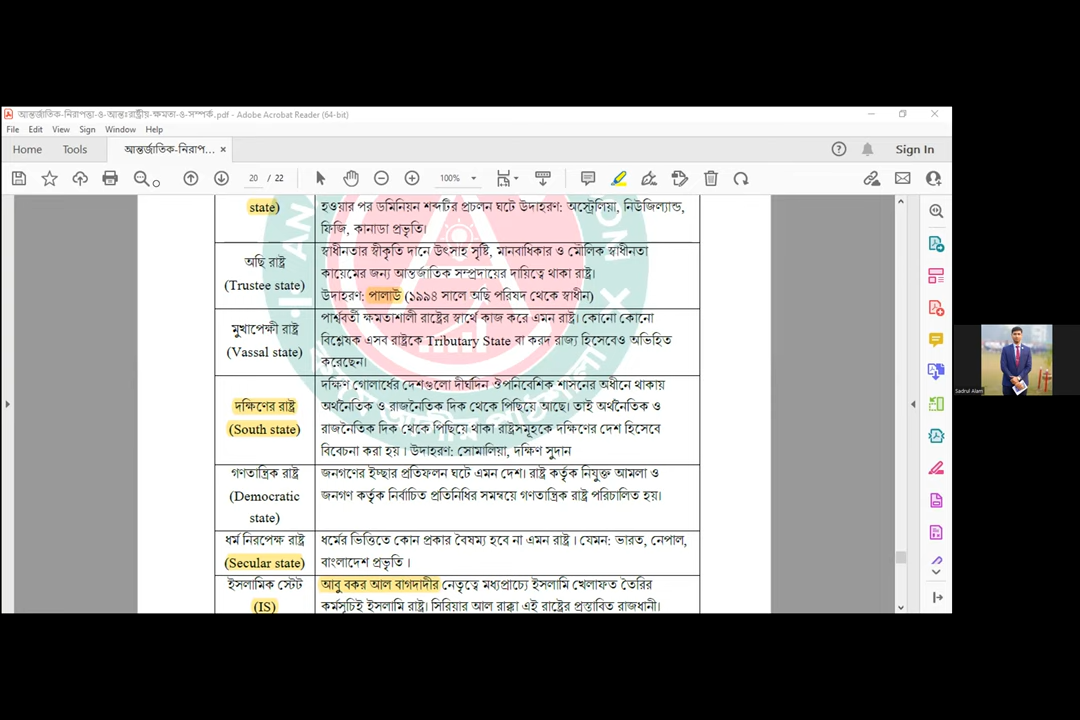 আন্তর্জাতিক-নিরাপত্তা-ও-আন্তঃরাষ্ট্রীয়-ক্ষমতা-ও-সম্পর্ক.pdf - Adobe Acrobat Reader (64-bit)
File Edit View Sign Window Help
Home Tools আন্তর্জাতিক-নিরাপ... × Sign In
20 / 22 100%
state) হওয়ার পর ডমিনিয়ন শব্দটির প্রচলন ঘটে উদাহরণ: অস্ট্রেলিয়া, নিউজিল্যান্ড,
ফিজি, কানাডা প্রভৃতি।
অছি রাষ্ট্র
(Trustee state)
স্বাধীনতার স্বীকৃতি দানে উৎসাহ সৃষ্টি, মানবাধিকার ও মৌলিক স্বাধীনতা
কায়েমের জন্য আন্তর্জাতিক সম্প্রদায়ের দায়িত্বে থাকা রাষ্ট্র।
উদাহরণ: পালাউ (১৯৯৪ সালে অছি পরিষদ থেকে স্বাধীন)
মুখাপেক্ষী রাষ্ট্র
(Vassal state)
পার্শ্ববর্তী ক্ষমতাশালী রাষ্ট্রের স্বার্থে কাজ করে এমন রাষ্ট্র। কোনো কোনো
বিশ্লেষক এসব রাষ্ট্রকে Tributary State বা করদ রাজ্য হিসেবেও অভিহিত
করেছেন।
দক্ষিণের রাষ্ট্র
(South state)
দক্ষিণ গোলার্ধের দেশগুলো দীর্ঘদিন ঔপনিবেশিক শাসনের অধীনে থাকায়
অর্থনৈতিক ও রাজনৈতিক দিক থেকে পিছিয়ে আছে। তাই অর্থনৈতিক ও
রাজনৈতিক দিক থেকে পিছিয়ে থাকা রাষ্ট্রসমূহকে দক্ষিণের দেশ হিসেবে
বিবেচনা করা হয়। উদাহরণ: সোমালিয়া, দক্ষিণ সুদান
গণতান্ত্রিক রাষ্ট্র
(Democratic
state)
জনগণের ইচ্ছার প্রতিফলন ঘটে এমন দেশ। রাষ্ট্র কর্তৃক নিযুক্ত আমলা ও
জনগণ কর্তৃক নির্বাচিত প্রতিনিধির সমন্বয়ে গণতান্ত্রিক রাষ্ট্র পরিচালিত হয়।
ধর্ম নিরপেক্ষ রাষ্ট্র
(Secular state)
ধর্মের ভিত্তিতে কোন প্রকার বৈষম্য হবে না এমন রাষ্ট্র। যেমন: ভারত, নেপাল,
বাংলাদেশ প্রভৃতি।
ইসলামিক স্টেট
(IS)
আবু বকর আল বাগদাদীর নেতৃত্বে মধ্যপ্রাচ্যে ইসলামি খেলাফত তৈরির
কর্মসূচিই ইসলামি রাষ্ট্র। সিরিয়ার আল রাক্কা এই রাষ্ট্রের প্রস্তাবিত রাজধানী।
Sadrul Alam